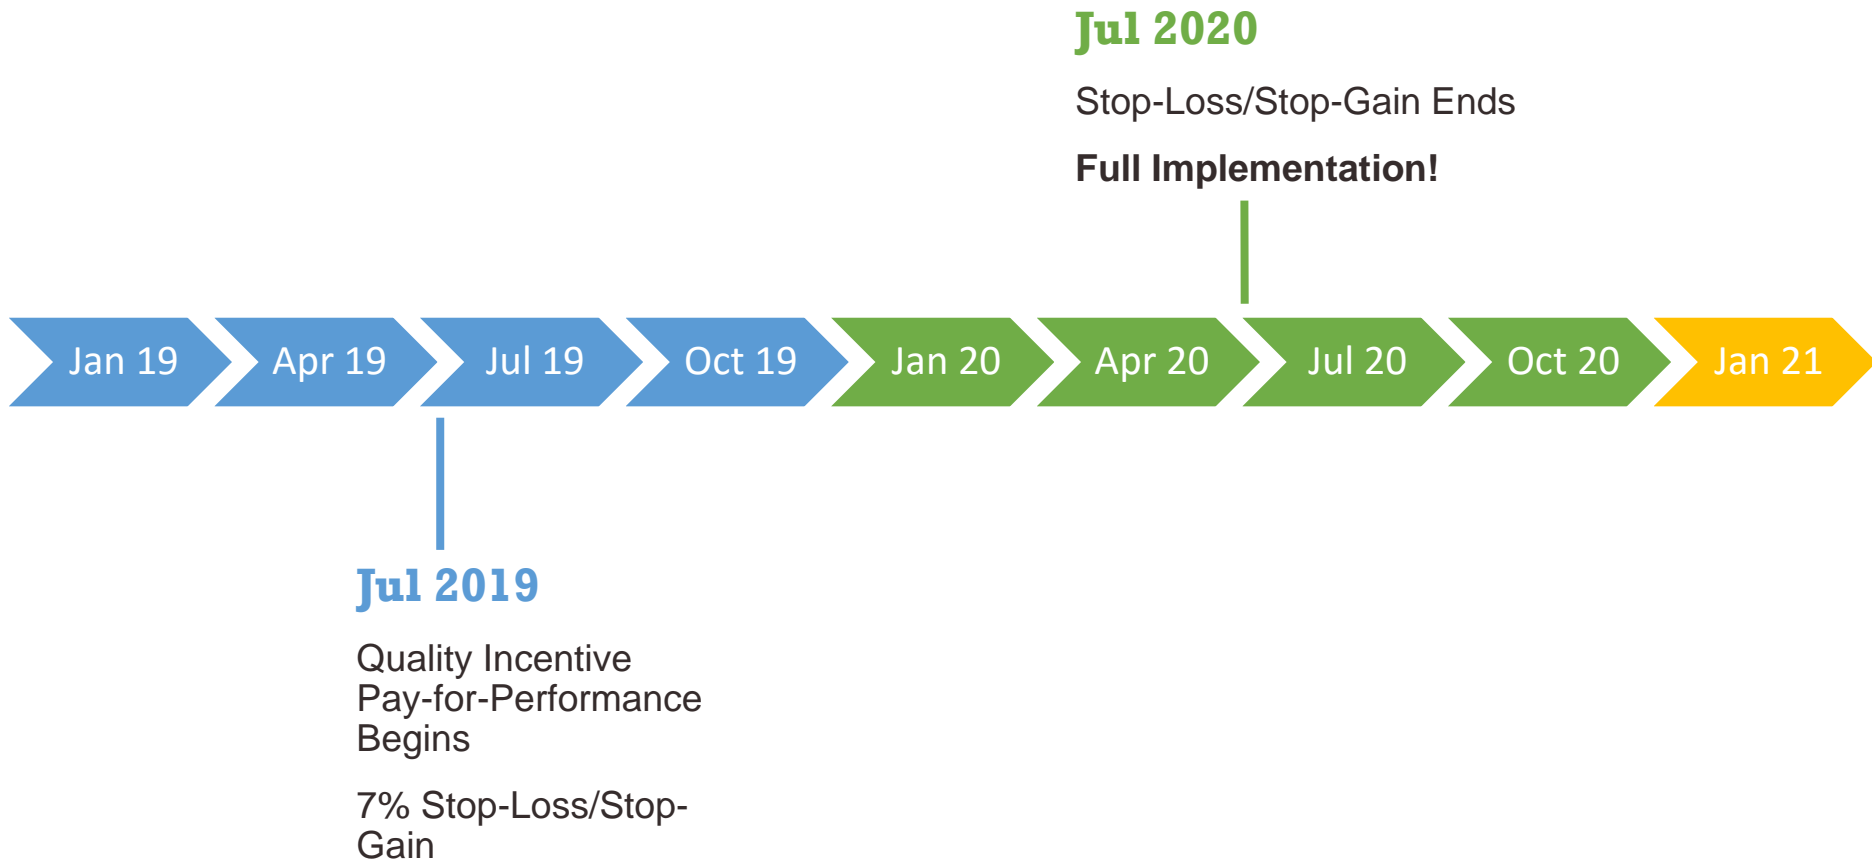 Jul 2020
Stop-Loss/Stop-Gain Ends
Full Implementation!
Jan 19
Apr 19
Jul 19
Oct 19
Jan 20
Apr 20
Jul 20
Oct 20
Jan 21
Jul 2019
Quality Incentive
Pay-for-Performance
Begins
7% Stop-Loss/Stop-
Gain